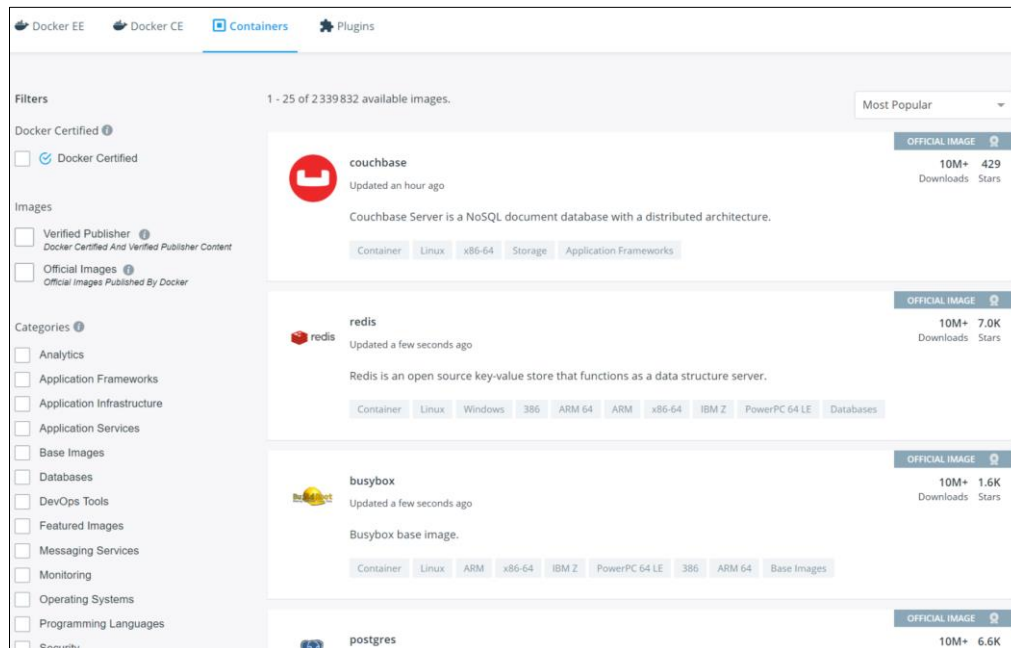 Docker EE
Docker CE
Containers
Plugins
Filters
1 - 25 of 2 339 832 available images.
Most Popular
Docker Certified
Docker Certified
Images
Verified Publisher
Docker Certified And Verified Publisher Content
Official Images
Official Images Published By Docker
Categories
Analytics
Application Frameworks
Application Infrastructure
Application Services
Base Images
Databases
DevOps Tools
Featured Images
Messaging Services
Monitoring
Operating Systems
Programming Languages
Security
OFFICIAL IMAGE
couchbase
10M+ 429
Updated an hour ago
Downloads Stars
Couchbase Server is a NoSQL document database with a distributed architecture.
Container Linux x86-64 Storage Application Frameworks
OFFICIAL IMAGE
redis
redis
10M+ 7.0K
Updated a few seconds ago
Downloads Stars
Redis is an open source key-value store that functions as a data structure server.
Container Linux Windows 386 ARM 64 ARM x86-64 IBM Z PowerPC 64 LE Databases
OFFICIAL IMAGE
busybox
10M+ 1.6K
Updated a few seconds ago
Downloads Stars
Busybox base image.
Container Linux ARM x86-64 IBM Z PowerPC 64 LE 386 ARM 64 Base Images
OFFICIAL IMAGE
postgres
10M+ 6.6K